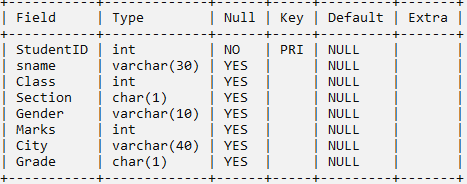 | Field     | Type        | Null | Key | Default | Extra |
| StudentID | int         | NO   | PRI | NULL    |       |
| sname     | varchar(30) | YES  |     | NULL    |       |
| Class     | int         | YES  |     | NULL    |       |
| Section   | char(1)     | YES  |     | NULL    |       |
| Gender    | varchar(10) | YES  |     | NULL    |       |
| Marks     | int         | YES  |     | NULL    |       |
| City      | varchar(40) | YES  |     | NULL    |       |
| Grade     | char(1)     | YES  |     | NULL    |       |